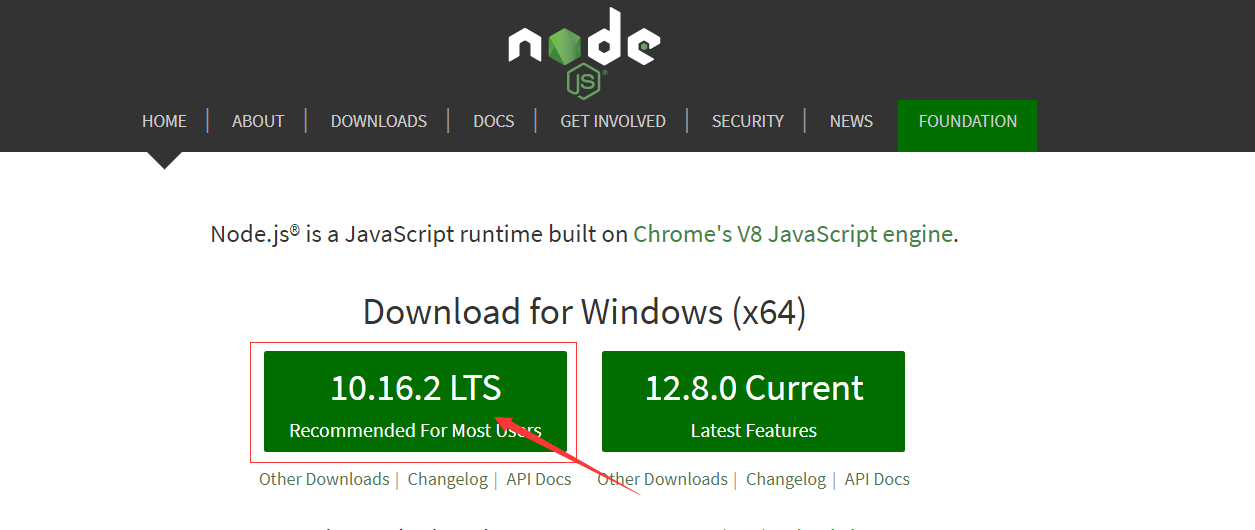 node
JS®
HOME | ABOUT | DOWNLOADS | DOCS | GET INVOLVED | SECURITY | NEWS FOUNDATION
Node.js® is a JavaScript runtime built on Chrome's V8 JavaScript engine.
Download for Windows (x64)
10.16.2 LTS
Recommended For Most Users
12.8.0 Current
Latest Features
Other Downloads | Changelog | API Docs
Other Downloads | Changelog | API Docs